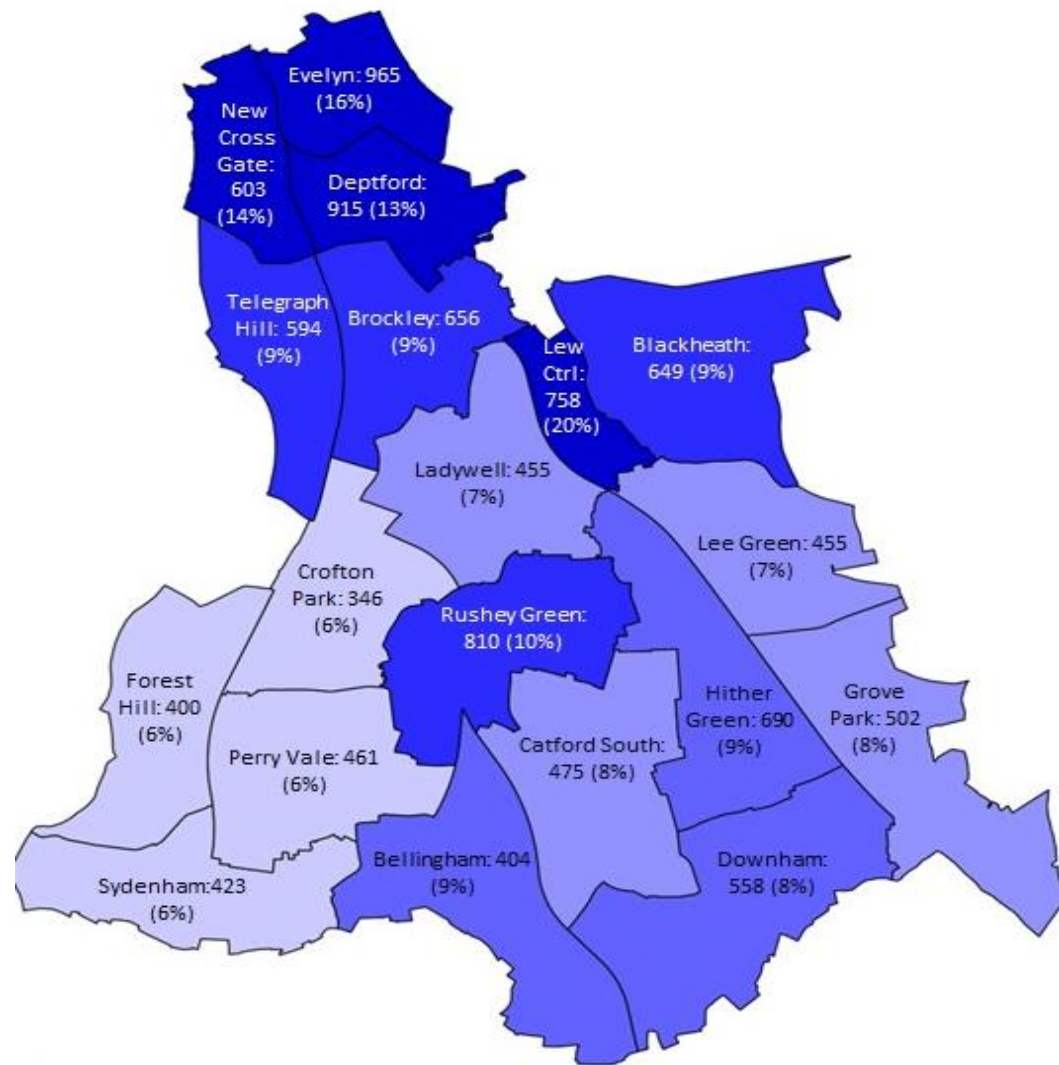 Evelyn: 965
(16%)
New
Cross
Gate:
603
(14%)
Deptford:
915 (13%)
Telegraph
Hill: 594
(9%)
Brockley: 656
(9%)
Lew
Ctrl:
758
(20%)
Blackheath:
649 (9%)
Ladywell: 455
(7%)
Lee Green: 455
(7%)
Crofton
Park: 346
(6%)
Rushey Green:
810 (10%)
Forest
Hill: 400
(6%)
Hither
Green: 690
(9%)
Grove
Park: 502
(8%)
Perry Vale: 461
(6%)
Catford South:
475 (8%)
Sydenham:423
(6%)
Bellingham: 404
(9%)
Downham:
558 (8%)